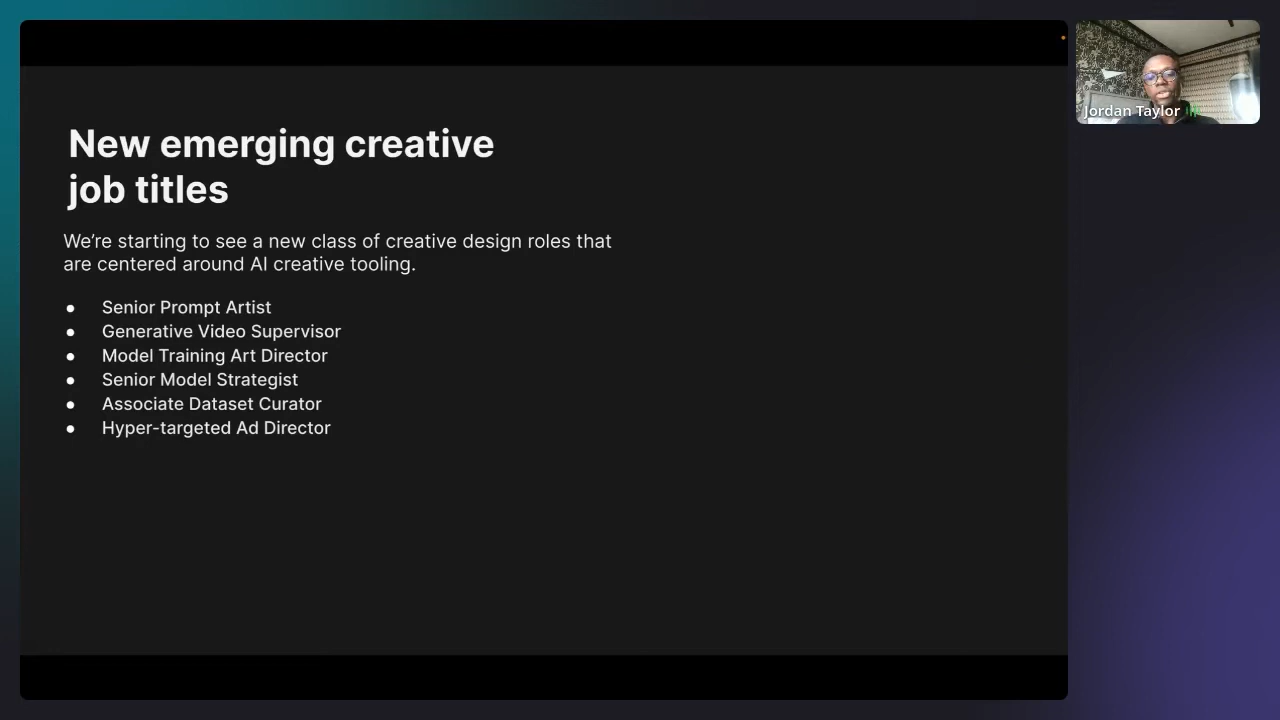 New emerging creative
job titles
We’re starting to see a new class of creative design roles that
are centered around AI creative tooling.
● Senior Prompt Artist
● Generative Video Supervisor
● Model Training Art Director
● Senior Model Strategist
● Associate Dataset Curator
● Hyper-targeted Ad Director
Jordan Taylor